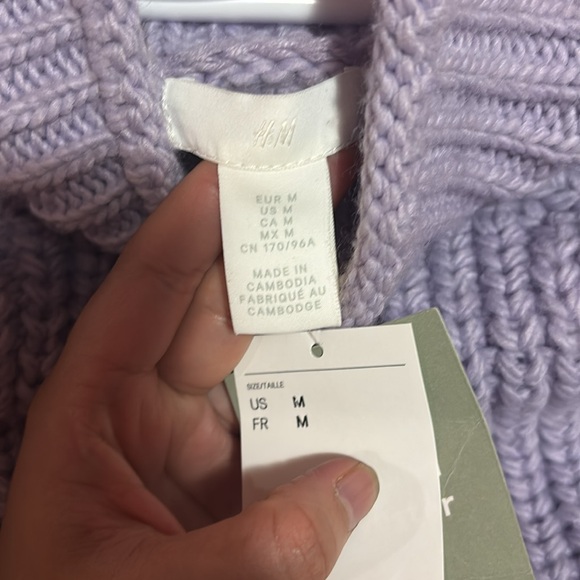 H&M
EUR M
US M
CA M
MX M
CN 170/96A
MADE IN
CAMBODIA
FABRIQUÉ AU
CAMBODGE
SIZE/TAILLE
US M
FR M